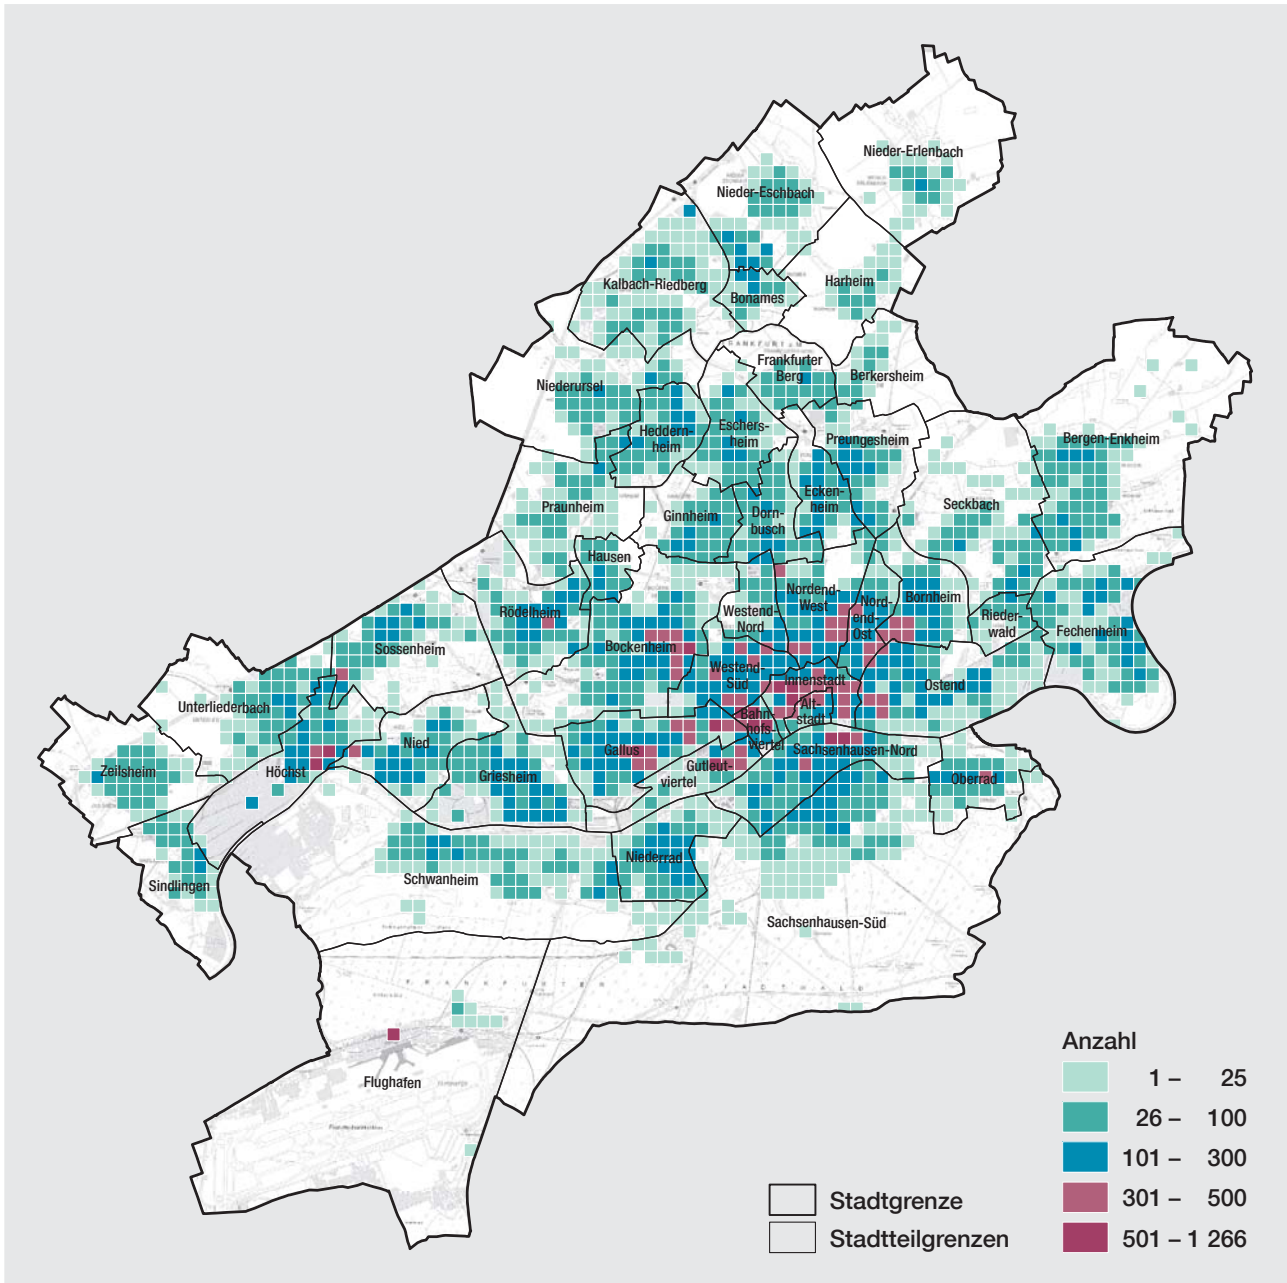 Nieder-Erlenbach
Nieder-Eschbach
Harheim
Kalbach-Riedberg
Bonames
Frankfurter
Berg
Berkersheim
Niederursel
Heddern-
heim
Eschers-
heim
Preungesheim
Bergen-Enkheim
Praunheim
Ginnheim
Dorn-
busch
Ecken-
heim
Seckbach
Hausen
Rödelheim
Westend-
Nord
Nordend-
West
Nord-
end-
Ost
Bornheim
Rieder-
wald
Fechenheim
Sossenheim
Bockenheim
Westend-
Süd
Innenstadt
Ostend
Unterliederbach
Alt-
stadt
Bahn-
hofs-
viertel
Nied
Gallus
Sachsenhausen-Nord
Zeilsheim
Höchst
Griesheim
Gutleut-
viertel
Oberrad
Niederrad
Sindlingen
Schwanheim
Sachsenhausen-Süd
FRANKFURTER STADTWALD
Flughafen
Anzahl
1 – 25
26 – 100
101 – 300
301 – 500
501 – 1 266
Stadtgrenze
Stadtteilgrenzen